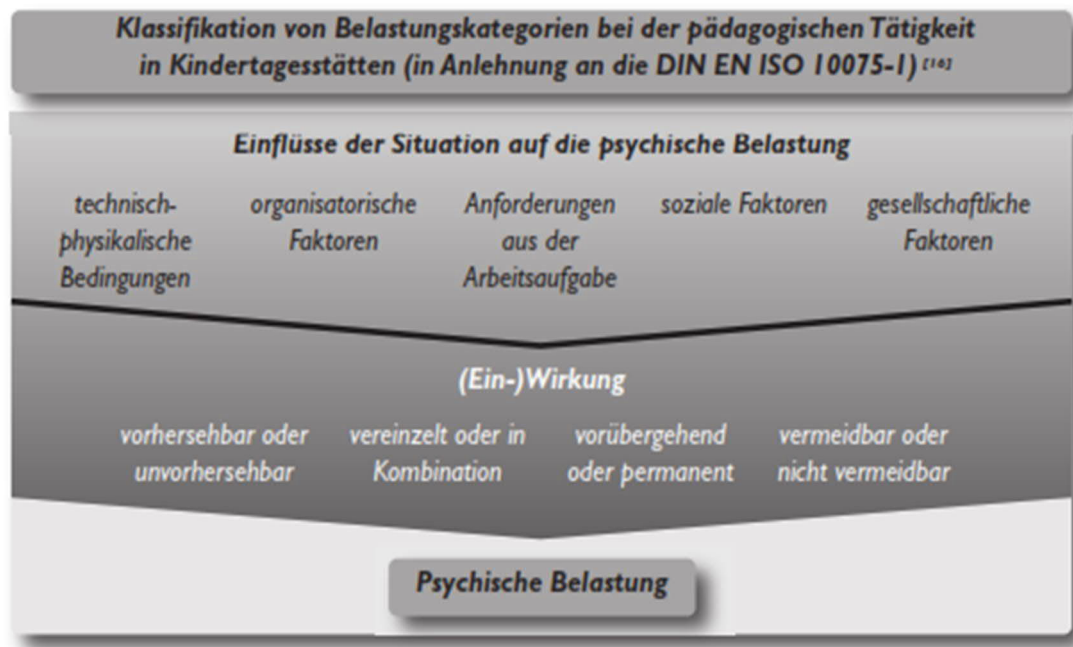 Klassifikation von Belastungskategorien bei der pädagogischen Tätigkeit
in Kindertagesstätten (in Anlehnung an die DIN EN ISO 10075-1) [16]
Einflüsse der Situation auf die psychische Belastung
technisch-
physikalische
Bedingungen
organisatorische
Faktoren
Anforderungen
aus der
Arbeitsaufgabe
soziale Faktoren
gesellschaftliche
Faktoren
(Ein-)Wirkung
vorhersehbar oder
unvorhersehbar
vereinzelt oder in
Kombination
vorübergehend
oder permanent
vermeidbar oder
nicht vermeidbar
Psychische Belastung